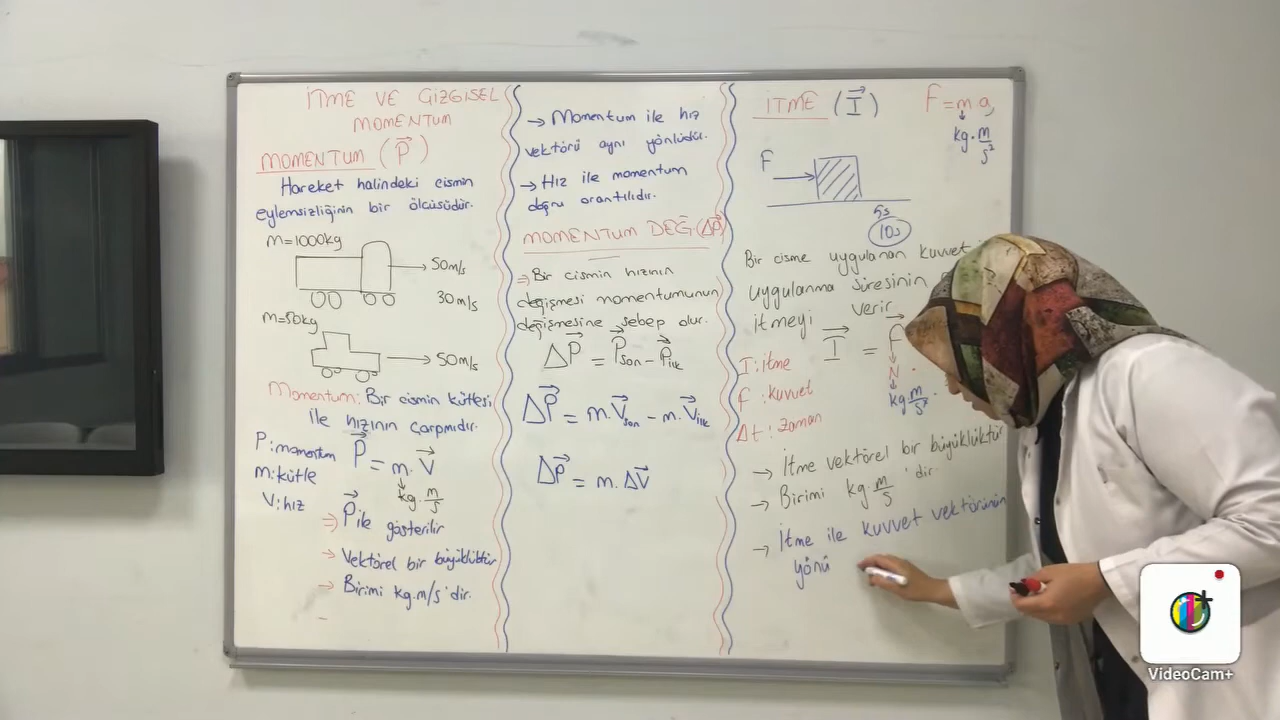 İTME VE ÇİZGİSEL
MOMENTUM
MOMENTUM (P)
Hareket halindeki cismin
eylemsizliğinin bir ölçüsüdür.
m=1000kg
50m/s
30m/s
m=50kg
50m/s
Momentum: Bir cismin kütlesi
ile hızının çarpımıdır.
P:momentum
m:kütle
V:hız
P = m.V
kg.m/s
⇒ P ile gösterilir
→ Vektörel bir büyüklüktür
→ Birimi kg.m/s'dir.
→ Momentum ile hız
vektörü aynı yönlüdür.
→ Hız ile momentum
doğru orantılıdır.
MOMENTUM DEĞ.(ΔP)
⇒ Bir cismin hızının
değişmesi momentumunun
değişmesine sebep olur.
ΔP = Pson - Pilk
ΔP = m.Vson - m.Vilk
ΔP = m.ΔV
İTME (I)
F=m.a
kg.m/s²
F
5s
10s
Bir cisme uygulanan kuvvet
uygulanma süresinin
itmeyi verir
I = F
N.
kg.m/s².
I:itme
F:kuvvet
Δt:zaman
→ İtme vektörel bir büyüklüktür
→ Birimi kg.m/s 'dir.
→ İtme ile kuvvet vektörünün
yönü
VideoCam+